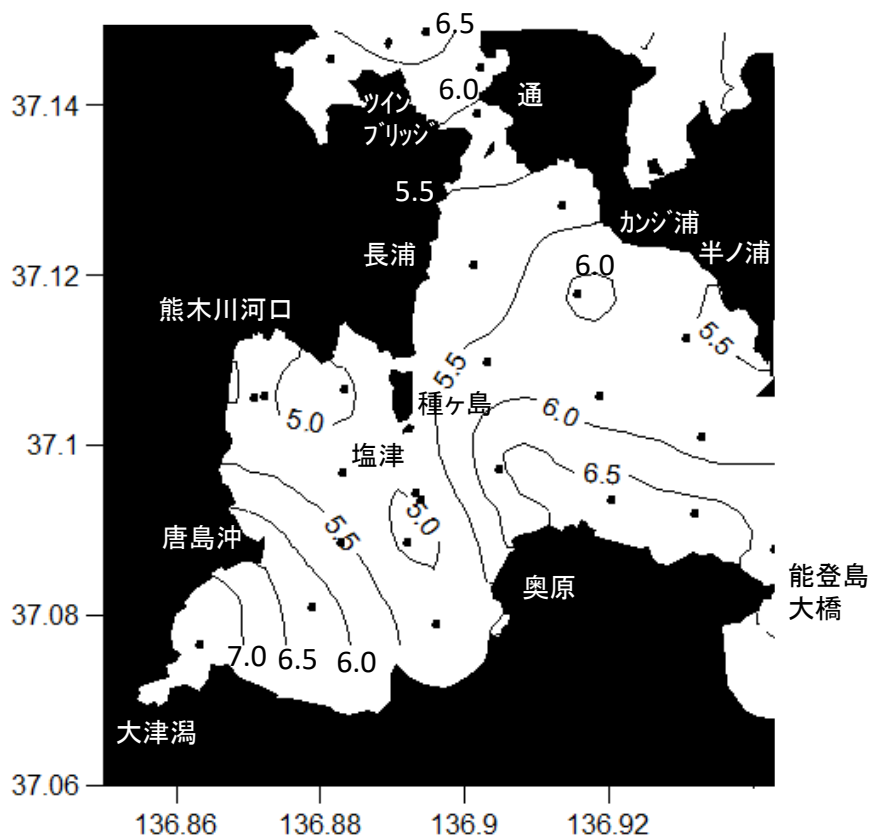 6.5
37.14
6.0
通
ツイン
ブリッジ
5.5
カンジ浦
長浦
半ノ浦
6.0
37.12
熊木川河口
5.5
5.5
種ヶ島
6.0
5.0
37.1
塩津
6.5
5.0
5.5
唐島沖
能登島
大橋
奥原
37.08
7.0
6.5
6.0
大津潟
37.06
136.86
136.88
136.9
136.92